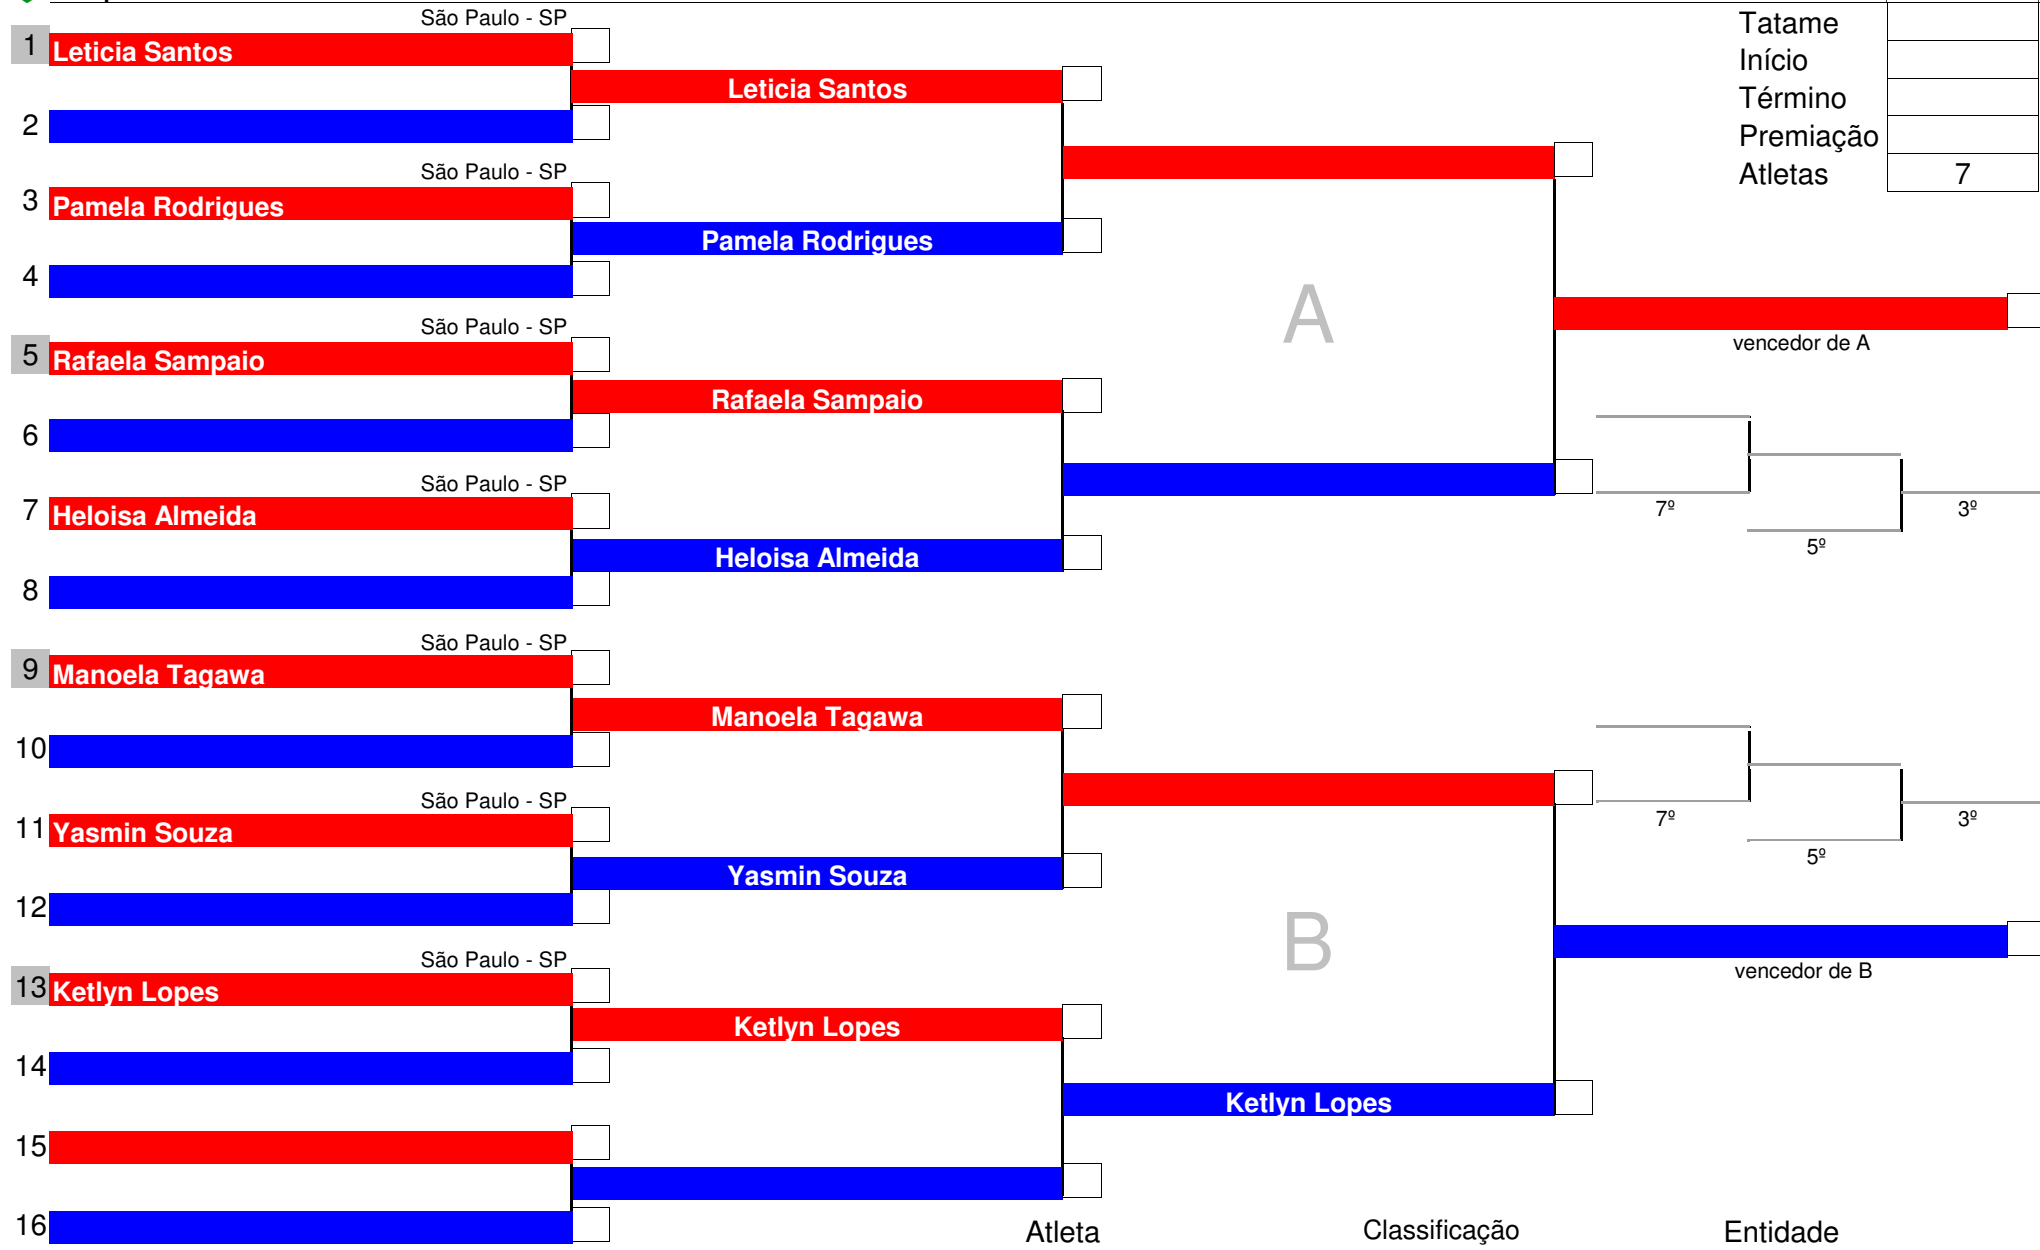 São Paulo - SP
Tatame
1 Leticia Santos
Início
Leticia Santos
Término
2
Premiação
São Paulo - SP
Atletas 7
3 Pamela Rodrigues
Pamela Rodrigues
4
A
São Paulo - SP
vencedor de A
5 Rafaela Sampaio
Rafaela Sampaio
6
São Paulo - SP
7 Heloisa Almeida
7º 3º
5º
Heloisa Almeida
8
São Paulo - SP
9 Manoela Tagawa
Manoela Tagawa
10
São Paulo - SP
7º 3º
11 Yasmin Souza
5º
Yasmin Souza
12
B
São Paulo - SP
vencedor de B
13 Ketlyn Lopes
Ketlyn Lopes
14
Ketlyn Lopes
15
16
Atleta Classificação Entidade